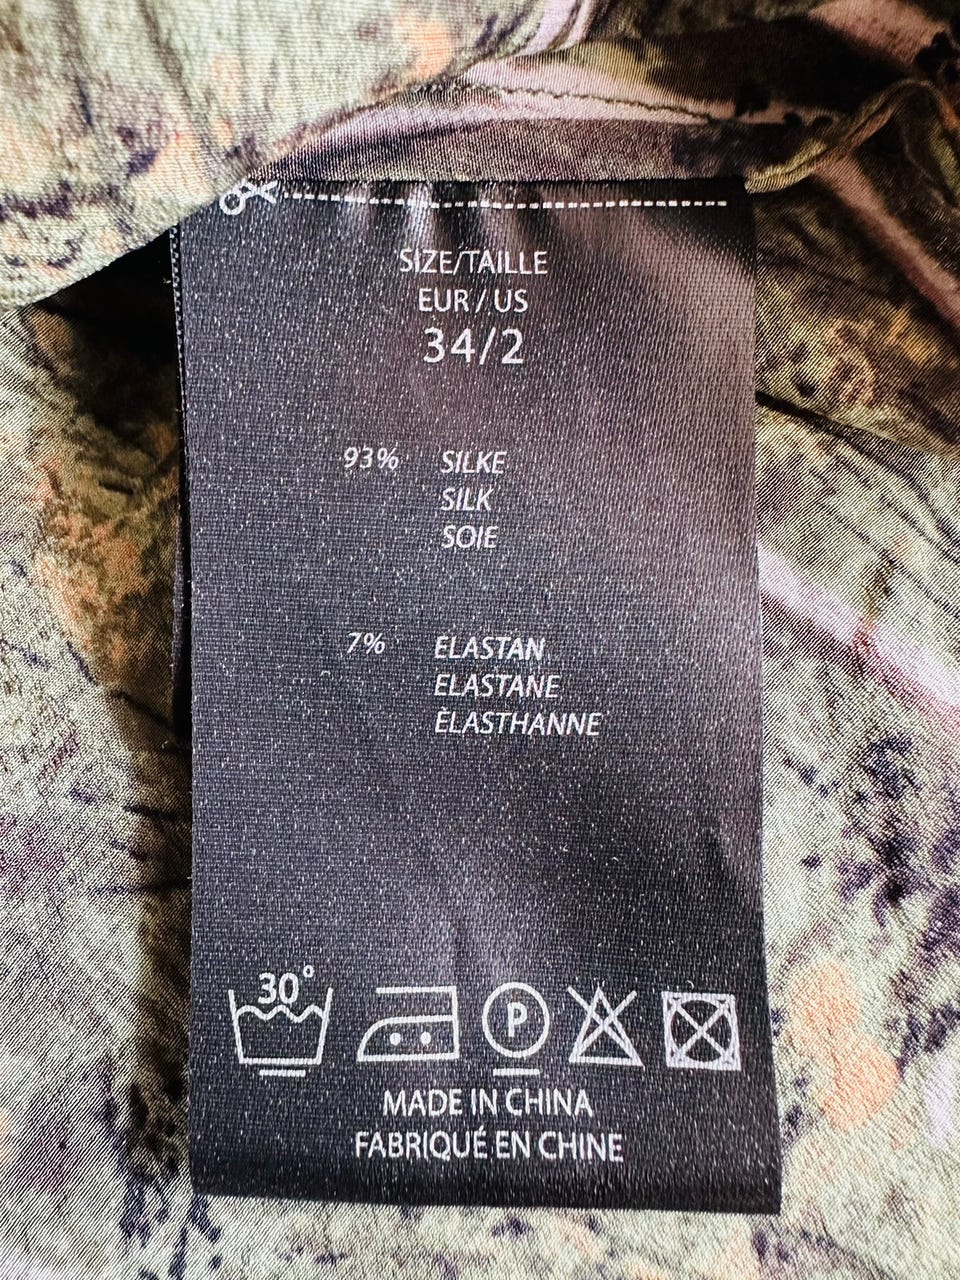 SIZE/TAILLE
EUR / US
34/2
93% SILKE
SILK
SOIE
7% ELASTAN
ELASTANE
ÉLASTHANNE
30°
P
MADE IN CHINA
FABRIQUÉ EN CHINE